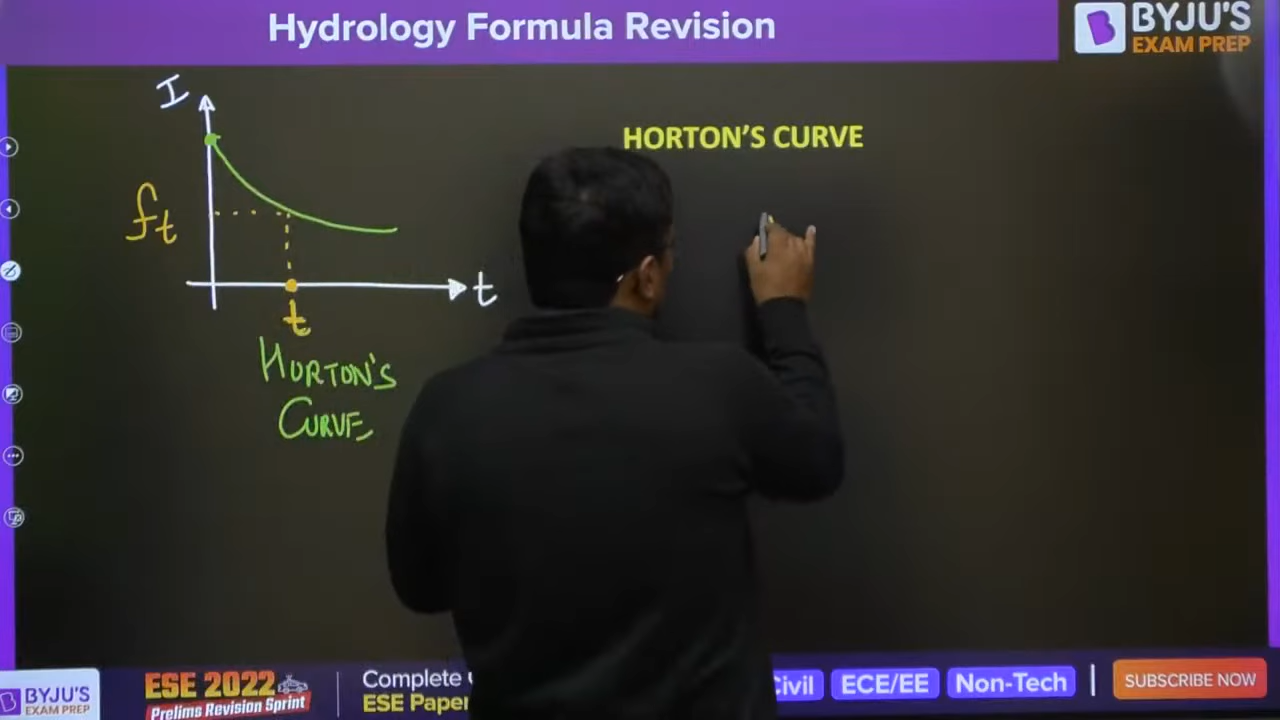 Hydrology Formula Revision
BYJU'S
EXAM PREP
I
HORTON'S CURVE
ft
t
t
HORTON'S
CURVE
BYJU'S
EXAM PREP
ESE 2022
Prelims Revision Sprint
Complete
ESE Paper
Civil
ECE/EE
Non-Tech
SUBSCRIBE NOW